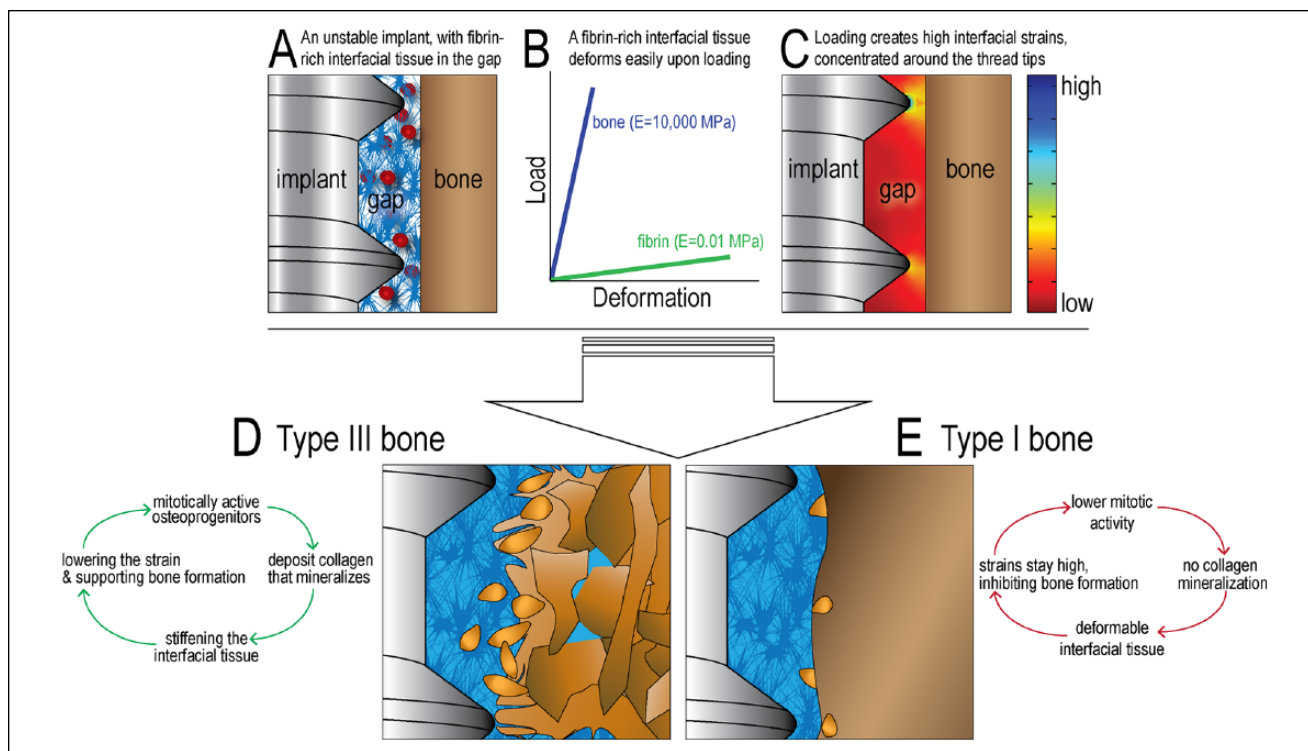 A An unstable implant, with fibrin-
rich interfacial tissue in the gap
implant
gap
bone
B A fibrin-rich interfacial tissue
deforms easily upon loading
Load
bone (E=10,000 MPa)
fibrin (E=0.01 MPa)
Deformation
C Loading creates high interfacial strains,
concentrated around the thread tips
implant
gap
bone
high
low
D Type III bone
mitotically active
osteoprogenitors
deposit collagen
that mineralizes
stiffening the
interfacial tissue
lowering the strain
& supporting bone formation
E Type I bone
lower mitotic
activity
no collagen
mineralization
deformable
interfacial tissue
strains stay high,
inhibiting bone formation